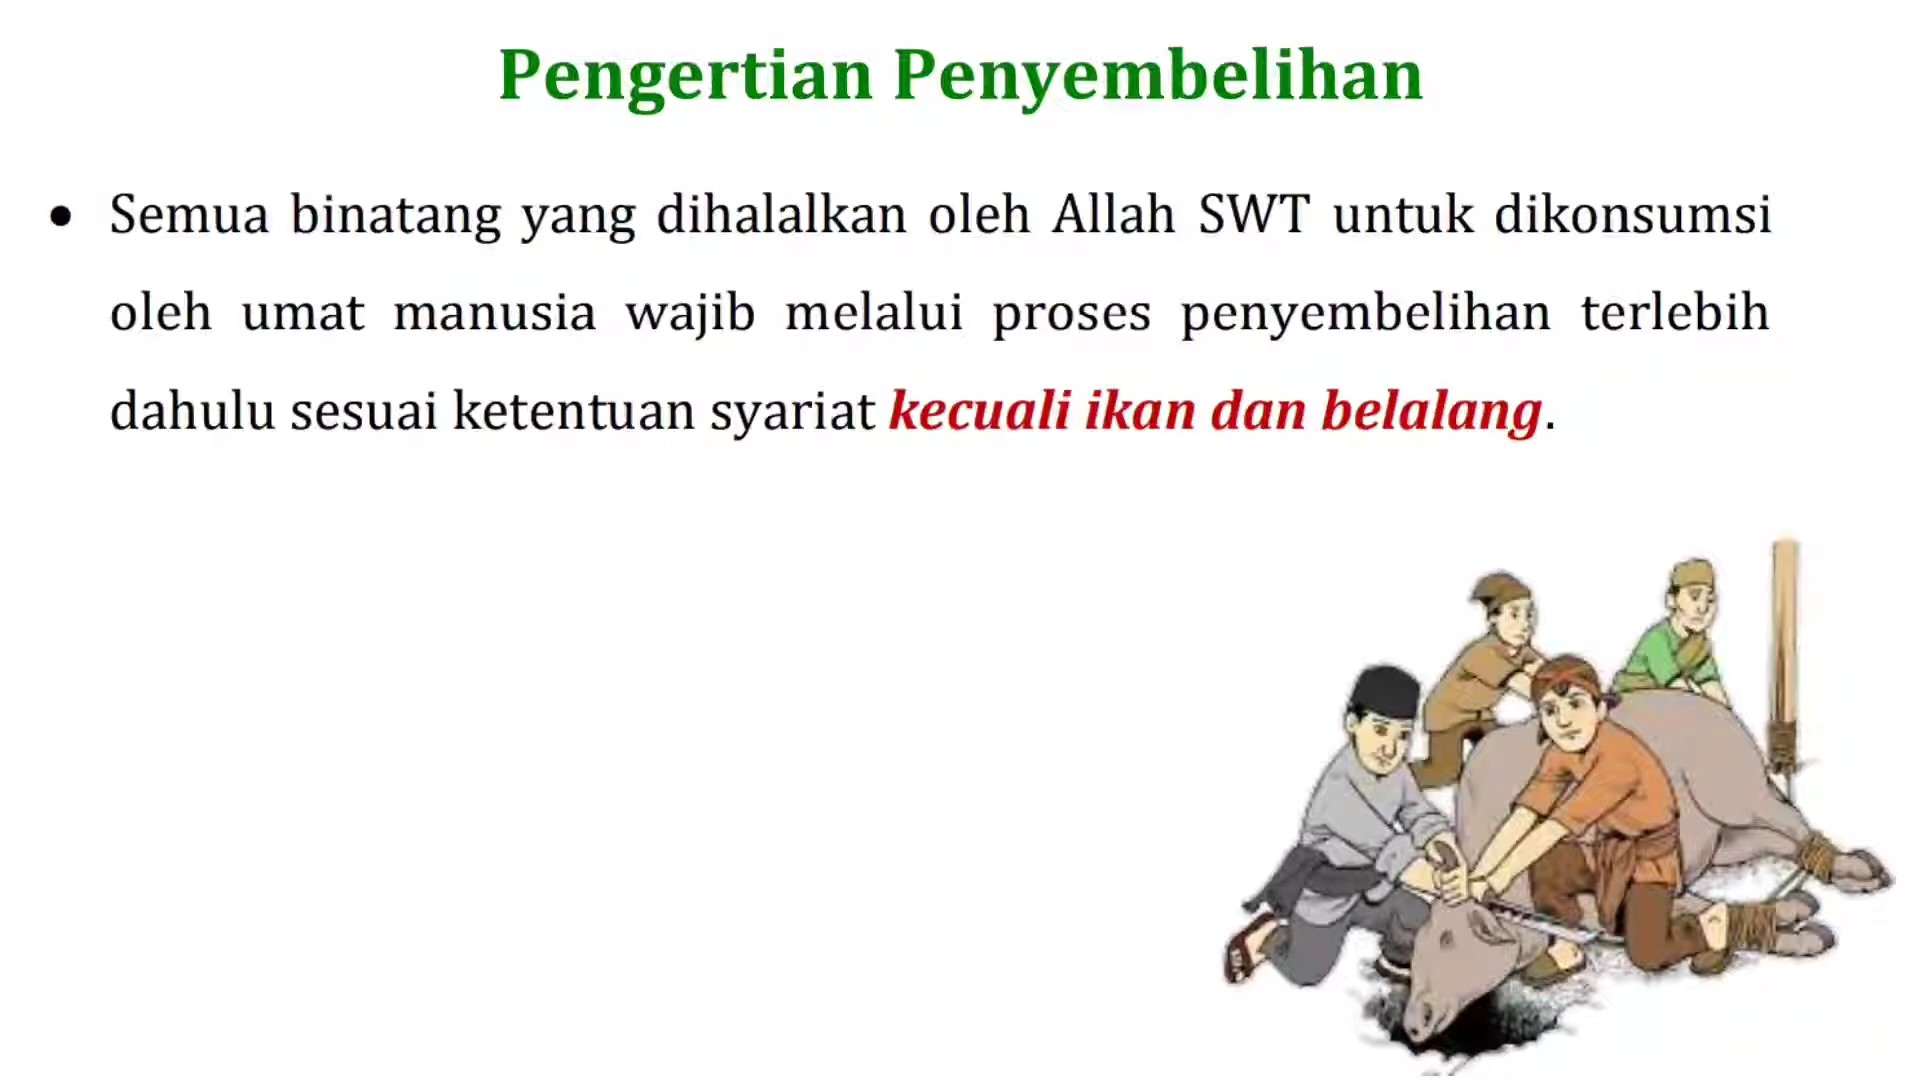 Pengertian Penyembelihan
• Semua binatang yang dihalalkan oleh Allah SWT untuk dikonsumsi
oleh umat manusia wajib melalui proses penyembelihan terlebih
dahulu sesuai ketentuan syariat kecuali ikan dan belalang.